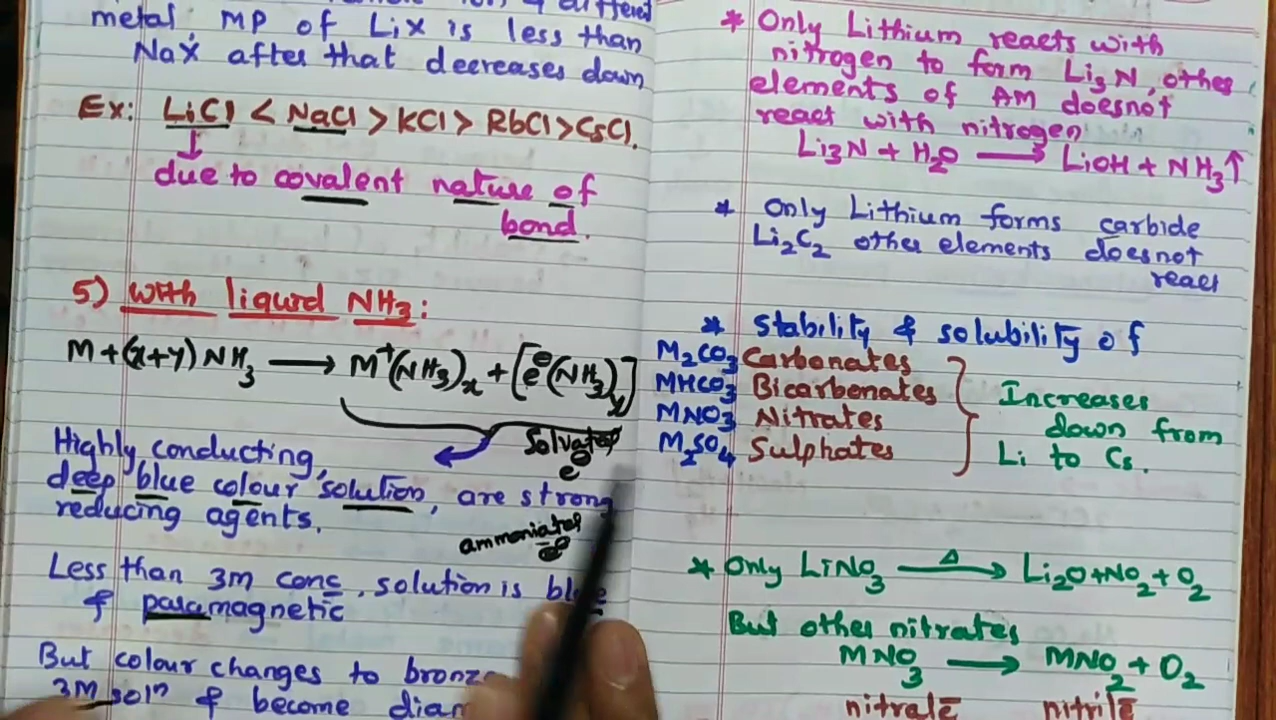 metal. MP of LiX is less than
NaX after that decreases down
Ex: LiCl < NaCl > KCl > RbCl > CsCl.
due to covalent nature of
bond.
5) With liquid NH₃:
M + (x+y) NH₃ → M⁺(NH₃)ₓ + [e⊖(NH₃)y]
Solvated
e⊖
Highly conducting,
deep blue colour solution, are strong
reducing agents.
ammoniated
e⊖
Less than 3M conc, solution is blue
& paramagnetic
But colour changes to
3M solⁿ & become
* Only Lithium reacts with
nitrogen to form Li₃N, other
elements of AM doesnot
react with nitrogen
Li₃N + H₂O → LiOH + NH₃↑
* Only Lithium forms carbide
Li₂C₂ other elements doesnot
react
* Stability & solubility of
M₂CO₃ Carbonates
MHCO₃ Bicarbonates
MNO₃ Nitrates
M₂SO₄ Sulphates
Increases
down from
Li to Cs.
* Only LiNO₃ —Δ→ Li₂O + NO₂ + O₂
But other nitrates
MNO₃ → MNO₂ + O₂
nitrate nitrite